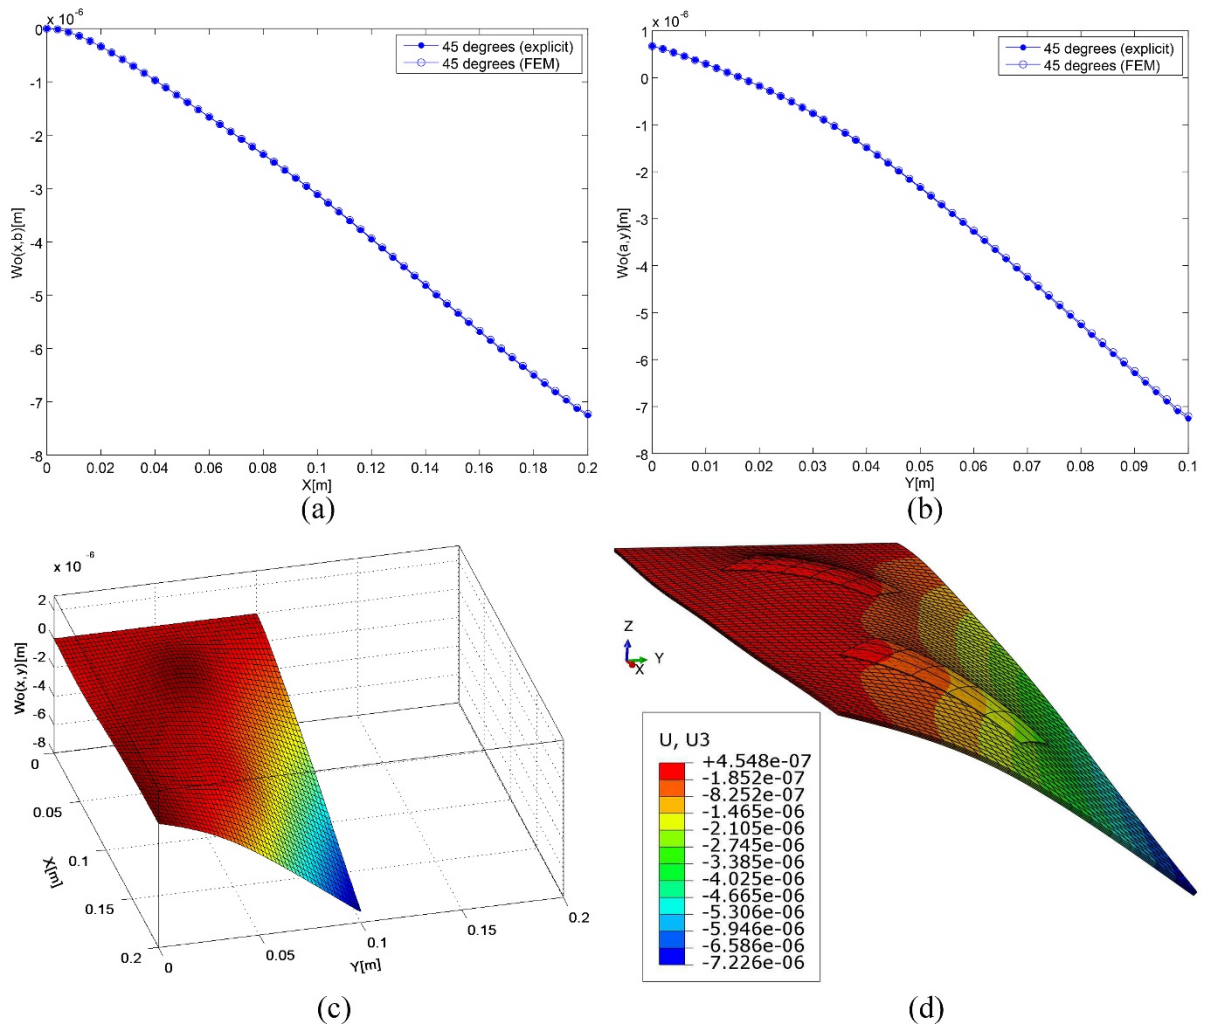 x 10⁻⁶
0
-1
-2
-3
-4
-5
-6
-7
-8
Wo(x,b)[m]
45 degrees (explicit)
45 degrees (FEM)
0 0.02 0.04 0.06 0.08 0.1 0.12 0.14 0.16 0.18 0.2
X[m]
(a)
x 10⁻⁶
1
0
-1
-2
-3
-4
-5
-6
-7
-8
Wo(a,y)[m]
45 degrees (explicit)
45 degrees (FEM)
0 0.01 0.02 0.03 0.04 0.05 0.06 0.07 0.08 0.09 0.1
Y[m]
(b)
x 10⁻⁶
2
0
-2
-4
-6
-8
Wo(x,y)[m]
0
0.05
0.1
0.15
0.2
X[m]
0
0.05
0.1
0.15
0.2
Y[m]
(c)
Z
Y
X
U, U3
+4.548e-07
-1.852e-07
-8.252e-07
-1.465e-06
-2.105e-06
-2.745e-06
-3.385e-06
-4.025e-06
-4.665e-06
-5.306e-06
-5.946e-06
-6.586e-06
-7.226e-06
(d)